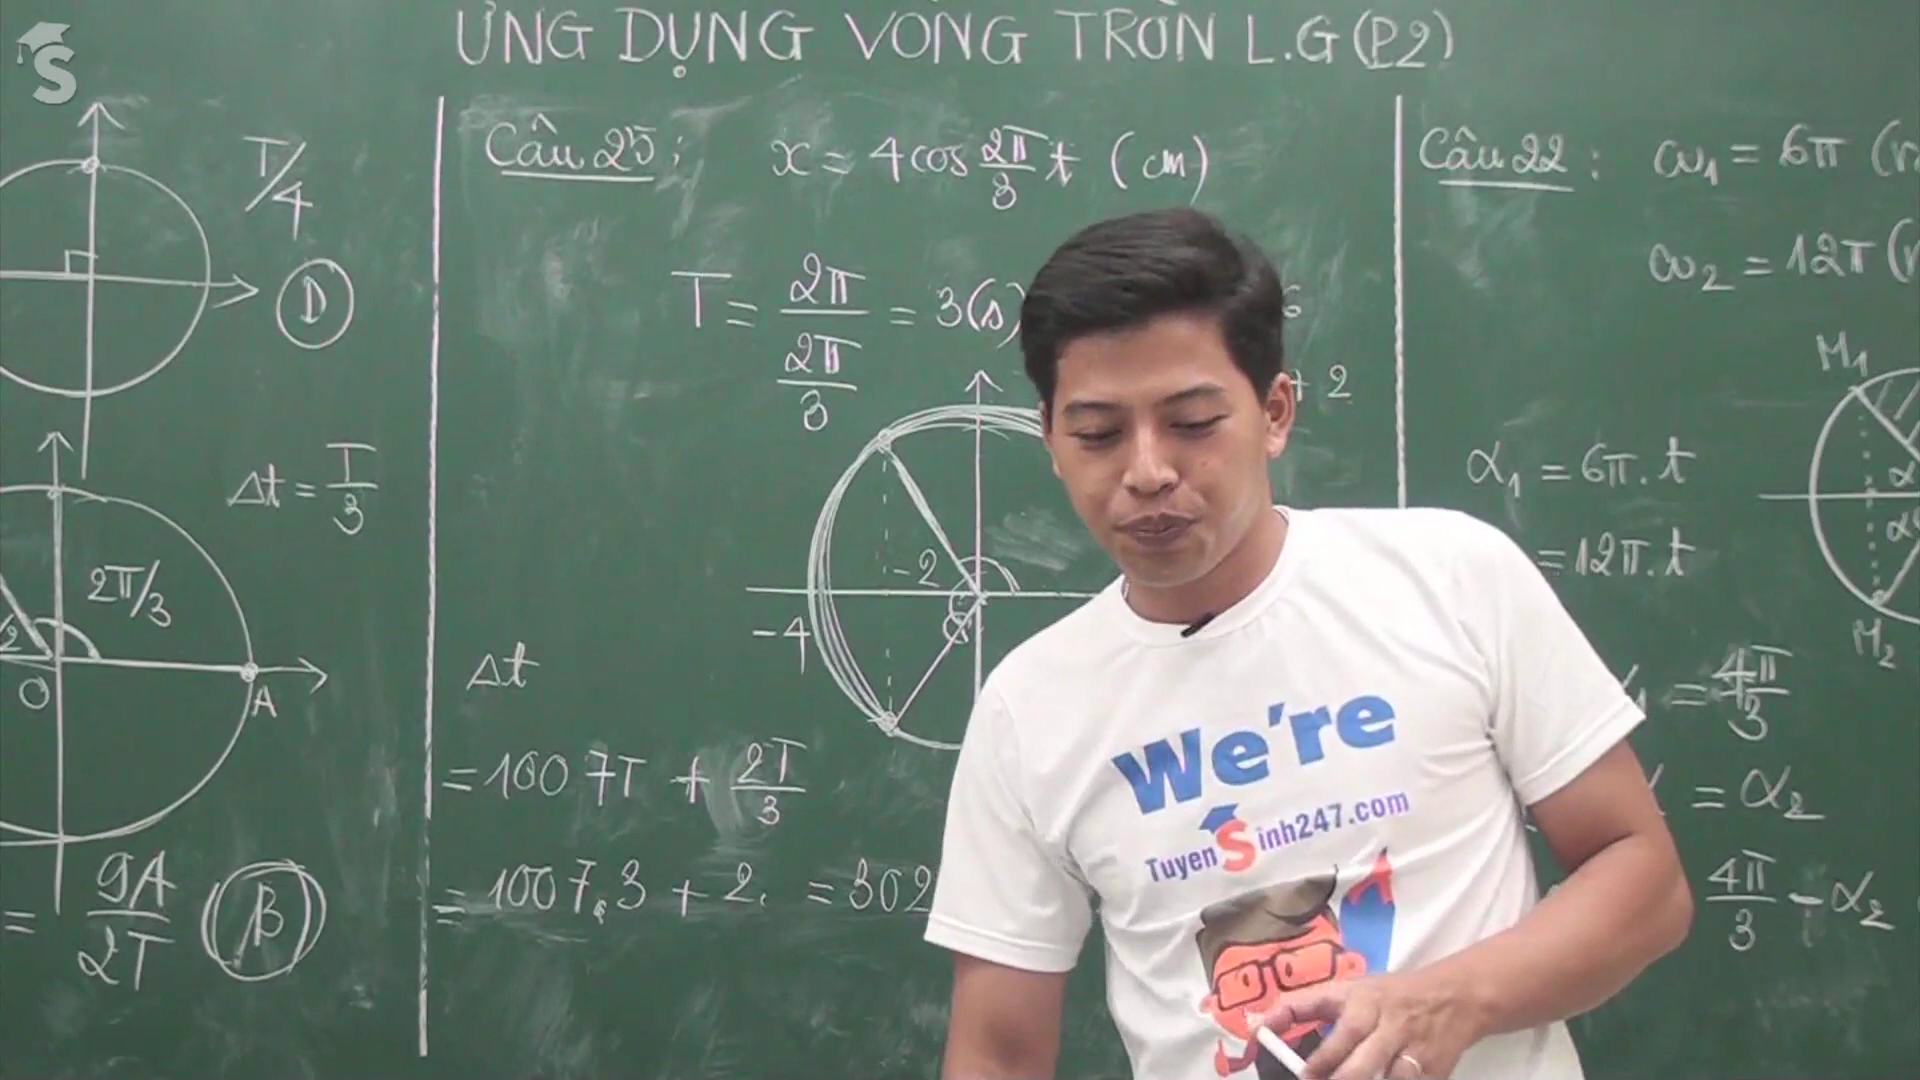 ỨNG DỤNG VÒNG TRÒN L.G (P2)
S
T/4
D
Δt = T/3
2π/3
O
A
= 9A/2T
B
Câu 25: x = 4cos 2π/3 t (cm)
T = 2π / (2π/3) = 3(s)
+ 2
-2
-4
Δt
= 1007T + 2T/3
= 1007.3 + 2. = 302
Câu 22: ω₁ = 6π
ω₂ = 12π
M₁
α₁ = 6π.t
= 12π.t
M₂
= 4π/3
= α₂
4π/3 - α₂
We're
TuyenSinh247.com